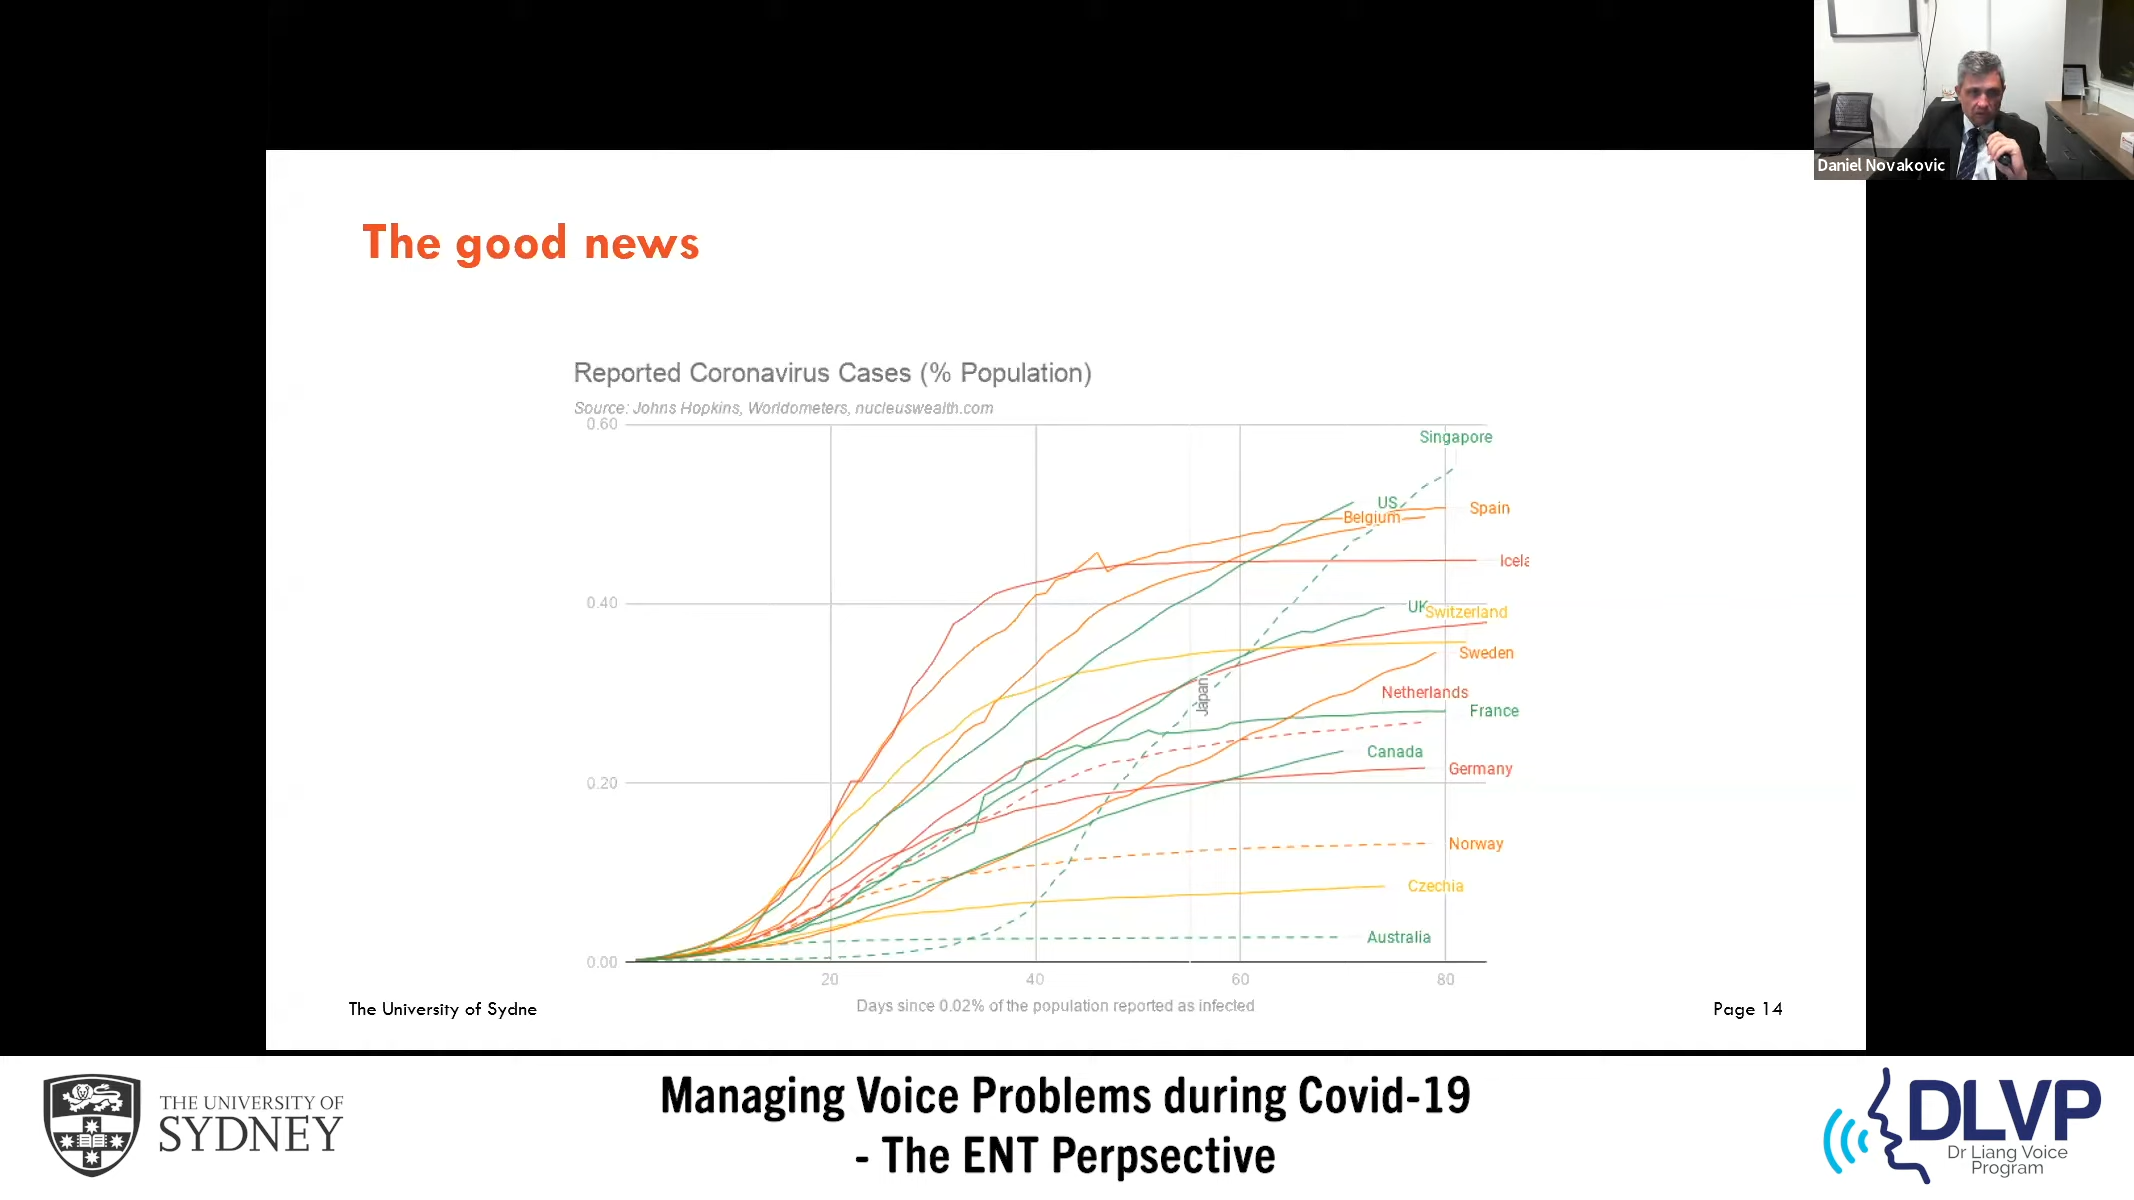 Daniel Novakovic
The good news
Reported Coronavirus Cases (% Population)
Source: Johns Hopkins, Worldometers, nucleuswealth.com
0.60
Singapore
US
Spain
Belgium
Icela
0.40
UK
Switzerland
Sweden
Japan
Netherlands
France
Canada
0.20
Germany
Norway
Czechia
Australia
0.00
20 40 60 80
Days since 0.02% of the population reported as infected
The University of Sydne
Page 14
THE UNIVERSITY OF
SYDNEY
Managing Voice Problems during Covid-19
- The ENT Perpsective
DLVP
Dr Liang Voice
Program